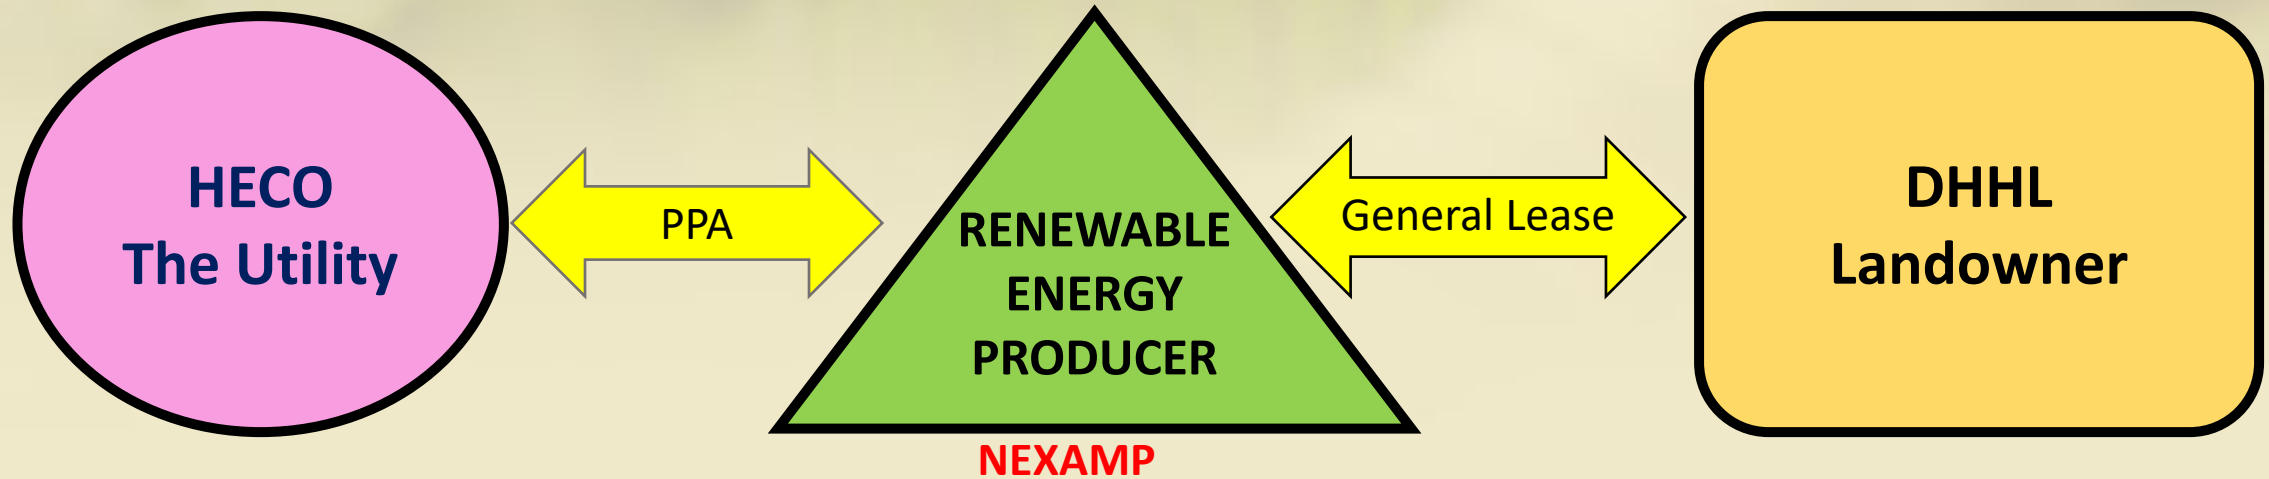 HECO
The Utility
PPA
RENEWABLE
ENERGY
PRODUCER
NEXAMP
General Lease
DHHL
Landowner